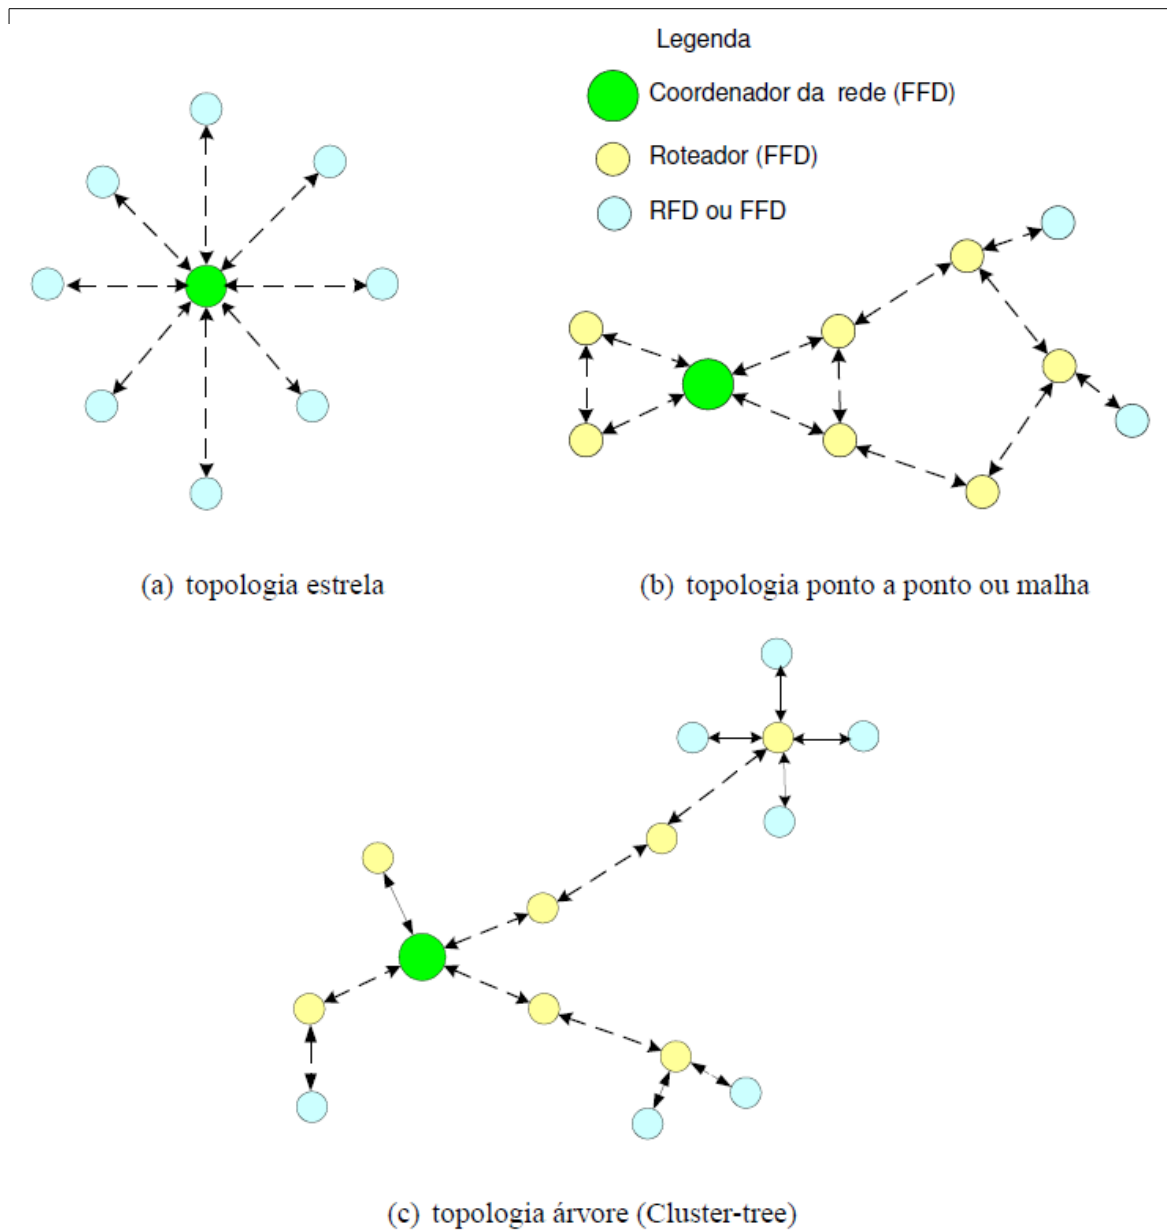 Legenda
Coordenador da rede (FFD)
Roteador (FFD)
RFD ou FFD
(a) topologia estrela
(b) topologia ponto a ponto ou malha
(c) topologia árvore (Cluster-tree)